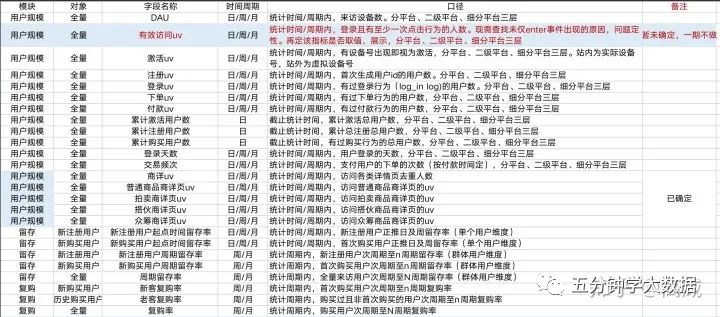 模块 对象 字段名称 时间周期 口径 备注
用户规模 全量 DAU 日/周/月 统计时间/周期内，来访设备数。分平台、二级平台、细分平台三层
用户规模 全量 有效访问uv 日/周/月 统计时间/周期内，登录且有至少一次点击行为的人数。现需查找未仅enter事件出现的原因，问题定性。再定该指标是否取值，展示，分平台、二级平台、细分平台三层 暂未确定，一期不做
用户规模 全量 激活uv 日/周/月 统计时间/周期内，有设备号出现即视为激活，分平台、二级平台、细分平台三层。站内为实际设备号，站外为虚拟设备号
用户规模 全量 注册uv 日/周/月 统计时间/周期内，首次生成用户id的用户数。分平台、二级平台、细分平台三层
用户规模 全量 登录uv 日/周/月 统计时间/周期内，有过登录行为（log_in log)的用户数。分平台、二级平台、细分平台三层
用户规模 全量 下单uv 日/周/月 统计时间/周期内，有过下单行为的用户数，分平台、二级平台、细分平台三层
用户规模 全量 付款uv 日/周/月 统计时间/周期内，有过付款行为的用户数，分平台、二级平台、细分平台三层
用户规模 全量 累计激活用户数 日 截止统计时间，累计激活总用户数，分平台、二级平台、细分平台三层
用户规模 全量 累计注册用户数 日 截止统计时间，累计总注册总用户数，分平台、二级平台、细分平台三层
用户规模 全量 累计购买用户数 日 截止统计时间，有过购买行为的总用户数，分平台、二级平台、细分平台三层
用户规模 全量 登录天数 日/周/月 统计时间/周期内，用户登录的天数，分平台、二级平台、细分平台三层
用户规模 全量 交易频次 日/周/月 统计时间/周期内，支付用户的下单的次数（按付款时间定），分平台、二级平台、细分平台三层
用户规模 全量 商详uv 日/周/月 统计时间/周期内，访问各类详情页去重人数
用户规模 全量 普通商品商详页uv 日/周/月 统计时间/周期内，访问普通商品商详页的uv
用户规模 全量 拍卖商详页uv 日/周/月 统计时间/周期内，访问拍卖商品商详页的uv 已确定
用户规模 全量 搭伙商详页uv 日/周/月 统计时间/周期内，访问搭伙商品商详页的uv
用户规模 全量 众筹商详页uv 日/周/月 统计时间/周期内，访问众筹商品商详页的uv
留存 新注册用户 新注册用户起点时间留存率 日/周/月 统计时间/周期内，新注册用户正推日及周留存率（单个用户维度）
留存 新购买用户 新购买用户起点时间留存率 日/周/月 统计时间/周期内，首次购买用户正推日及周留存率（单个用户维度）
留存 新注册用户 新注册用户周期留存率 周/月 统计周期内，新注册用户次周期至n周期留存率（群体用户维度）
留存 新购买用户 新购买用户周期留存率 周/月 统计周期内，首次购买用户次周期至n周期留存率（群体用户维度）
留存 全量 周期留存率 周/月 统计周期内，全量来访用户次周期至N周期留存率（群体用户维度）
复购 新购买用户 新客复购率 周/月 统计周期内，首次购买用户次周期至n周期复购率
复购 历史购买用户 老客复购率 周/月 统计周期内，购买过且非首次购买的用户次周期至n周期复购率
复购 全量 复购率 周/月 统计周期内，购买用户次周期至N周期复购率
五分钟学大数据